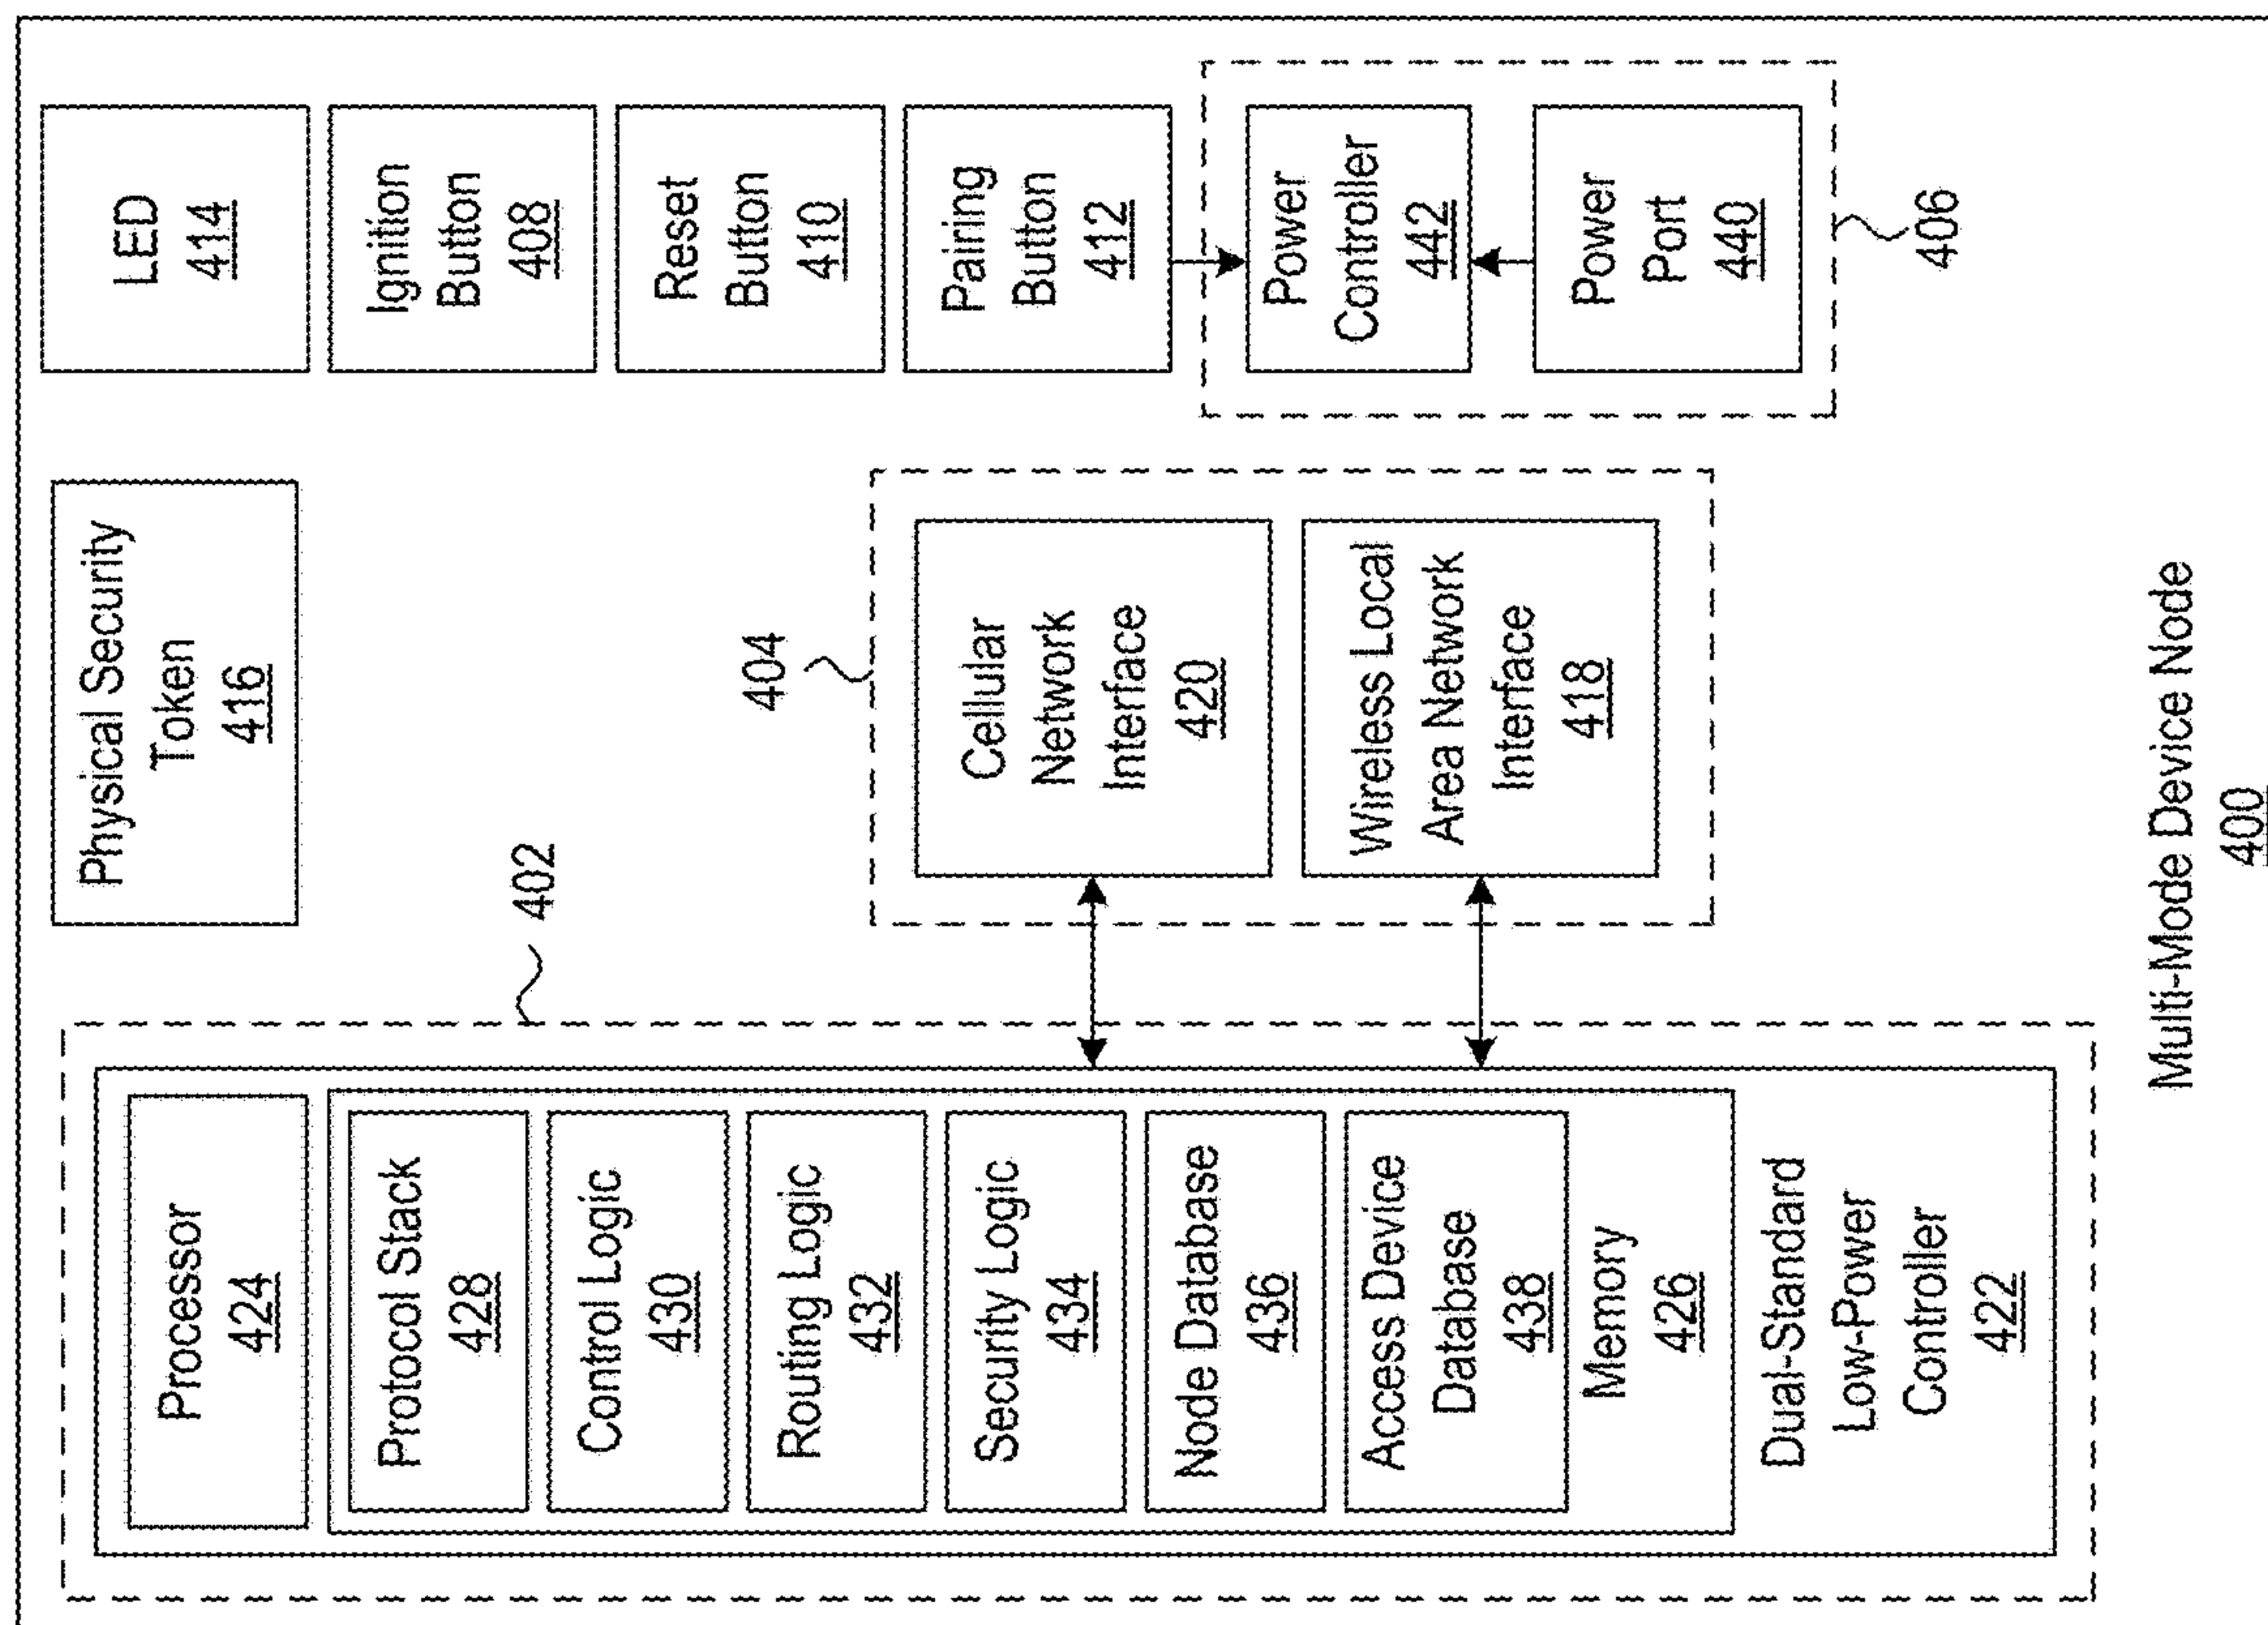 Processor
424
Protocol Stack
428
Control Logic
430
Routing Logic
432
Security Logic
434
Node Database
436
Access Device
Database
438
Memory
426
Dual-Standard
Low-Power
Controller
422
402
Physical Security
Token
416
404
Cellular
Network
Interface
420
Wireless Local
Area Network
Interface
418
LED
414
Ignition
Button
408
Reset
Button
410
Pairing
Button
412
Power
Controller
442
Power
Port
440
406
Multi-Mode Device Node
400